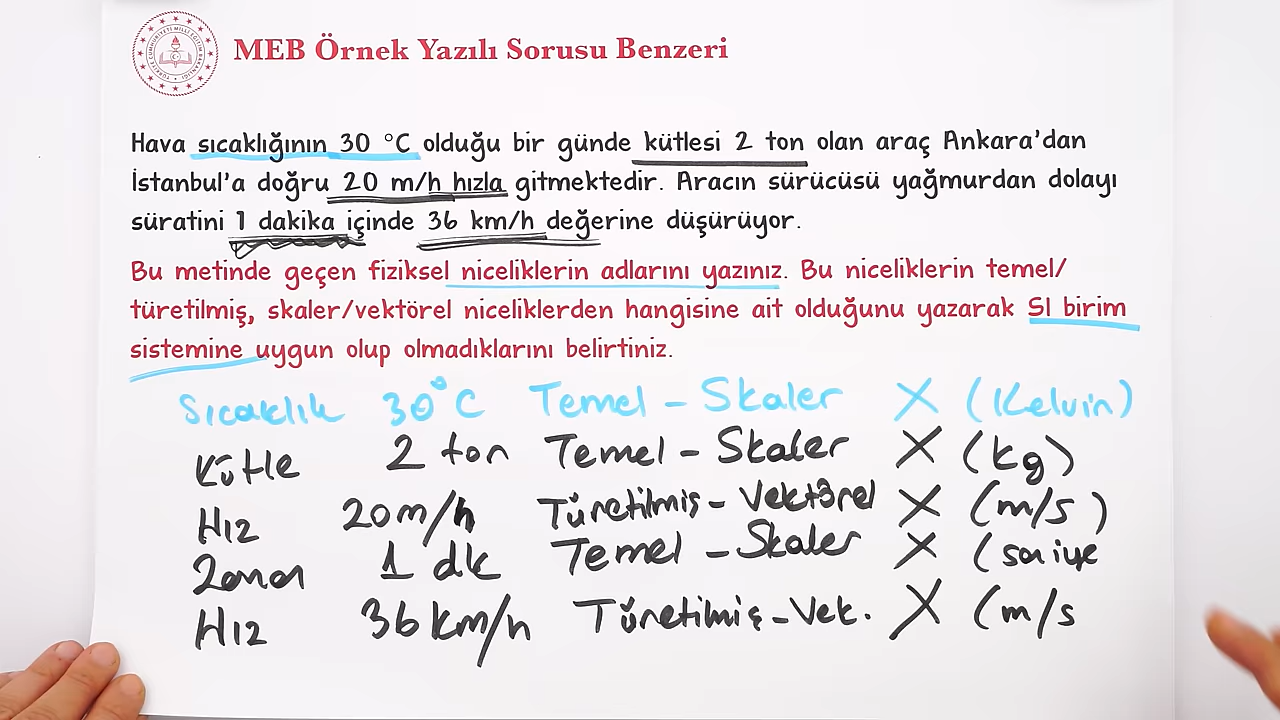 MEB Örnek Yazılı Sorusu Benzeri
Hava sıcaklığının 30 °C olduğu bir günde kütlesi 2 ton olan araç Ankara'dan
İstanbul'a doğru 20 m/h hızla gitmektedir. Aracın sürücüsü yağmurdan dolayı
süratini 1 dakika içinde 36 km/h değerine düşürüyor.
Bu metinde geçen fiziksel niceliklerin adlarını yazınız. Bu niceliklerin temel/
türetilmiş, skaler/vektörel niceliklerden hangisine ait olduğunu yazarak SI birim
sistemine uygun olup olmadıklarını belirtiniz.
Sıcaklık 30°C Temel - Skaler X (Kelvin)
Kütle 2 ton Temel - Skaler X (kg)
Hız 20m/h Türetilmiş - Vektörel X (m/s)
Zaman 1 dk Temel - Skaler X (saniye
Hız 36 km/h Türetilmiş - Vek. X (m/s